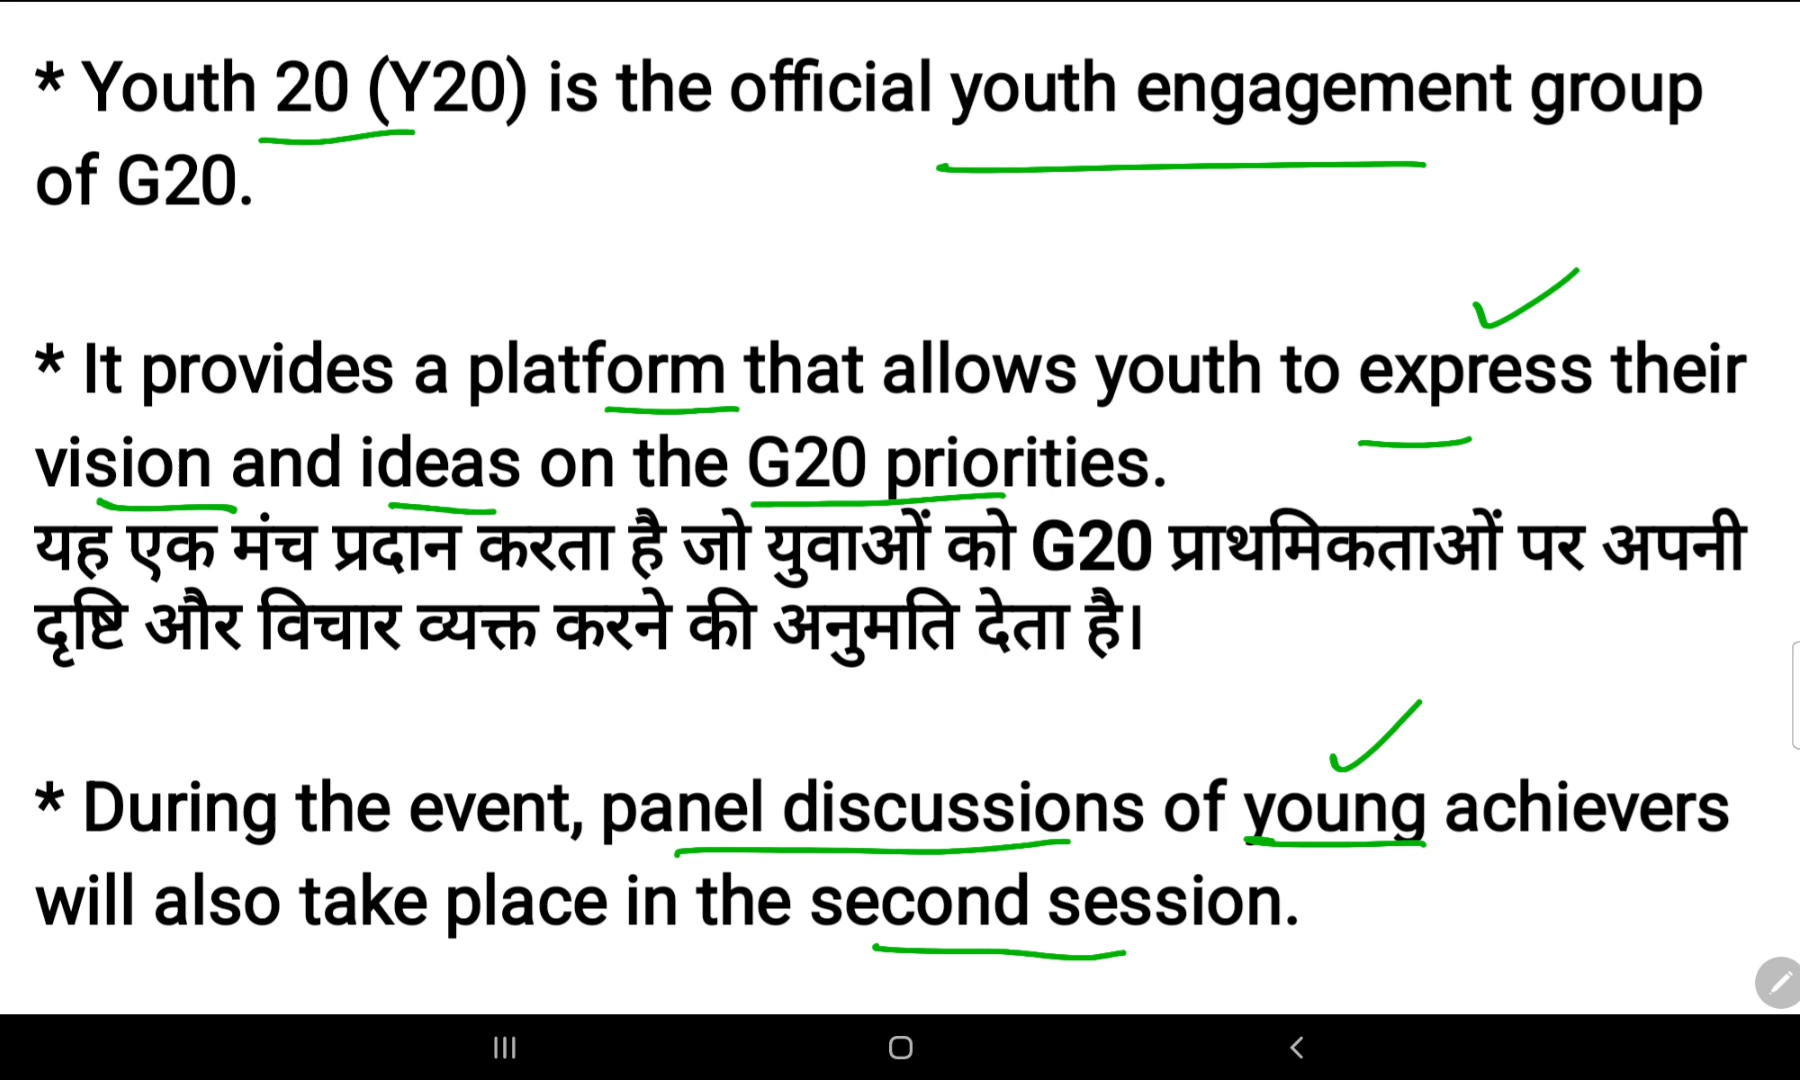 * Youth 20 (Y20) is the official youth engagement group
of G20.
* It provides a platform that allows youth to express their
vision and ideas on the G20 priorities.
यह एक मंच प्रदान करता है जो युवाओं को G20 प्राथमिकताओं पर अपनी
दृष्टि और विचार व्यक्त करने की अनुमति देता है।
* During the event, panel discussions of young achievers
will also take place in the second session.